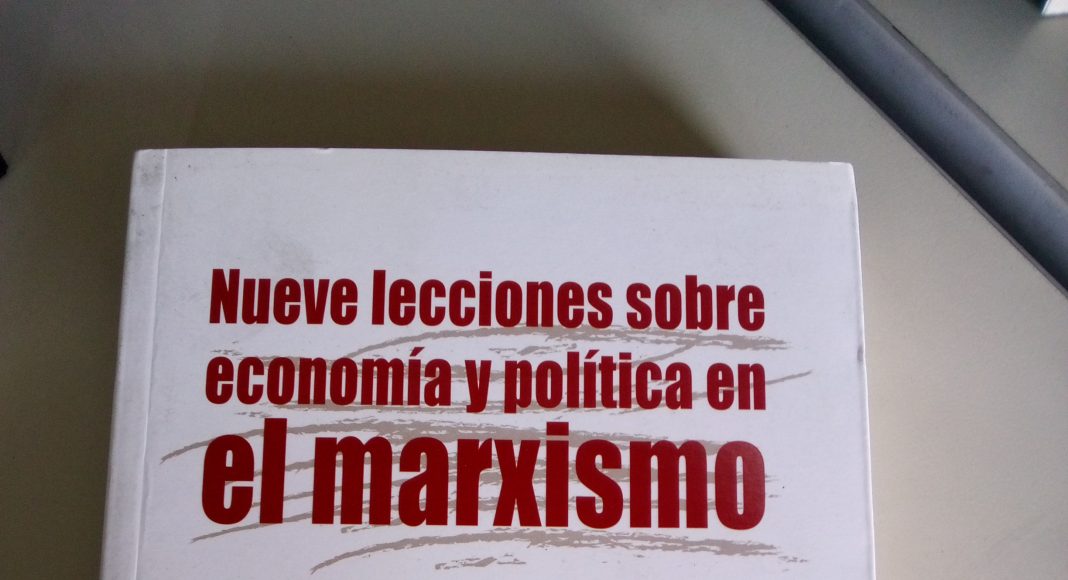 Nueve lecciones sobre
economía y política en
el marxismo